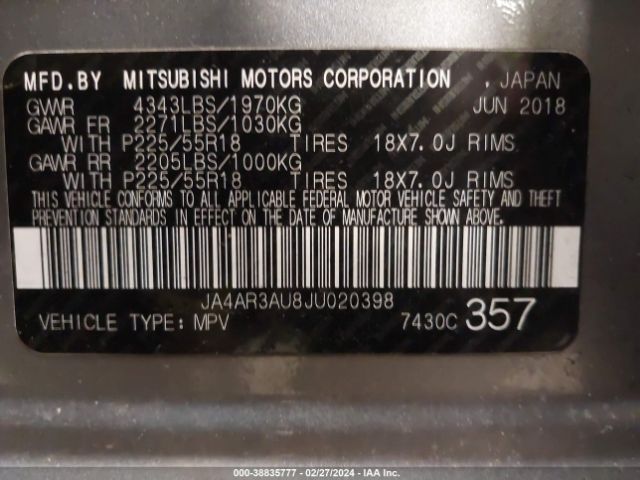 MFD.BY MITSUBISHI MOTORS CORPORATION , JAPAN
GVWR 4343LBS/1970KG JUN 2018
GAWR FR 2271LBS/1030KG
WITH P225/55R18 TIRES 18X7.0J RIMS
GAWR RR 2205LBS/1000KG
WITH P225/55R18 TIRES 18X7.0J RIMS
THIS VEHICLE CONFORMS TO ALL APPLICABLE FEDERAL MOTOR VEHICLE SAFETY AND THEFT
PREVENTION STANDARDS IN EFFECT ON THE DATE OF MANUFACTURE SHOWN ABOVE.
JA4AR3AU8JU020398
VEHICLE TYPE: MPV 7430C 357
000-38835777 - 02/27/2024 - IAA Inc.